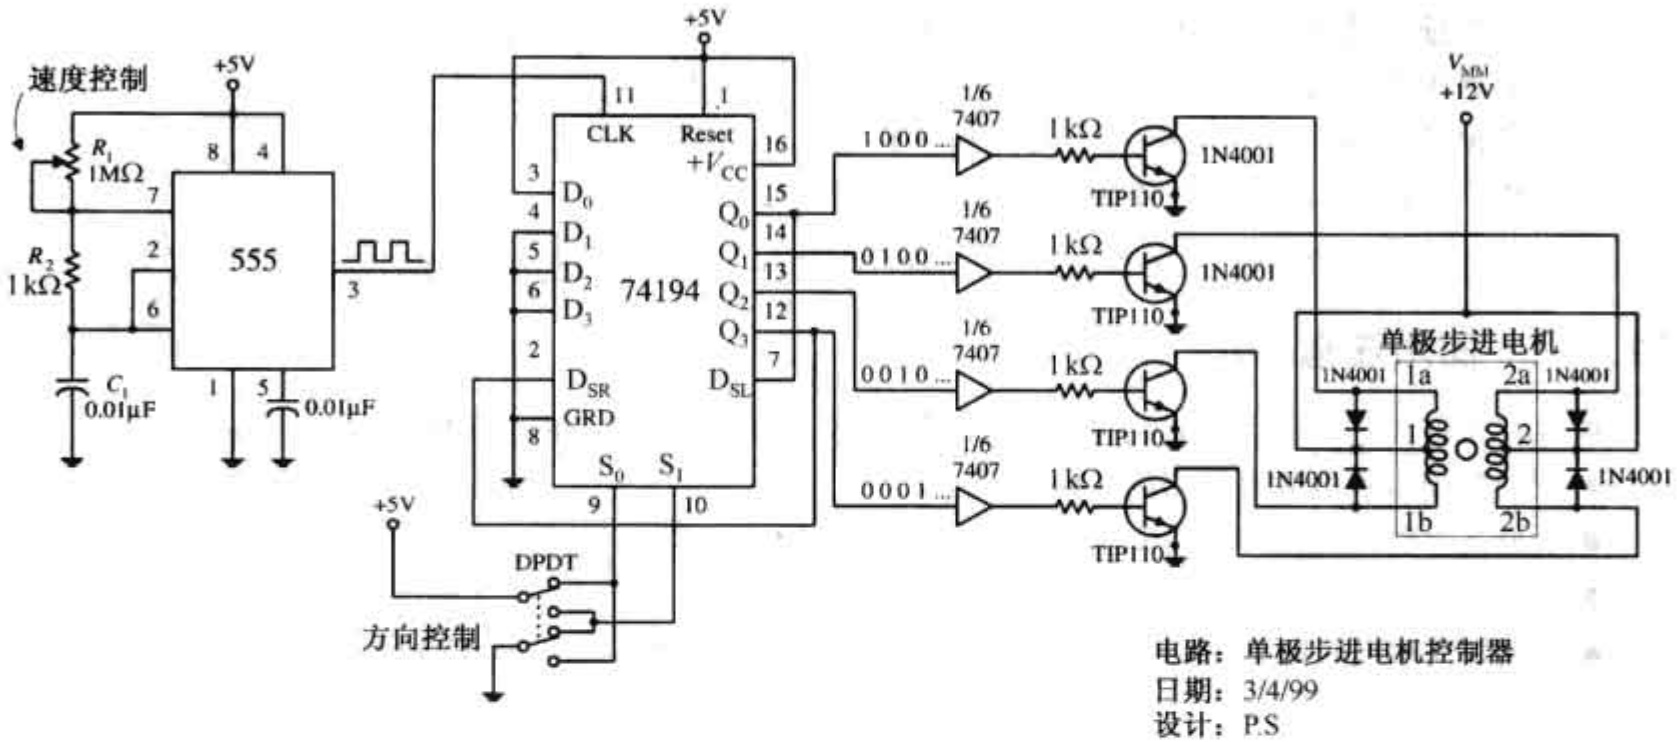 速度控制
+5V
R₁
1MΩ
R₂
1kΩ
C₁
0.01μF
8
4
7
2
6
555
3
1
5
0.01μF
+5V
11
1
CLK
Reset
16
+V_CC
3
D₀
4
D₁
5
D₂
6
D₃
2
D_SR
GRD
8
74194
15
Q₀
14
Q₁
13
Q₂
12
Q₃
7
D_SL
S₀
S₁
9
10
+5V
DPDT
方向控制
1000...
1/6
7407
1kΩ
1N4001
TIP110
0100...
1/6
7407
1kΩ
1N4001
TIP110
0010...
1/6
7407
1kΩ
TIP110
0001...
1/6
7407
1kΩ
TIP110
V_MM
+12V
单极步进电机
1N4001
1a
2a
1N4001
1
2
1N4001
1N4001
1b
2b
电路：单极步进电机控制器
日期：3/4/99
设计：P.S